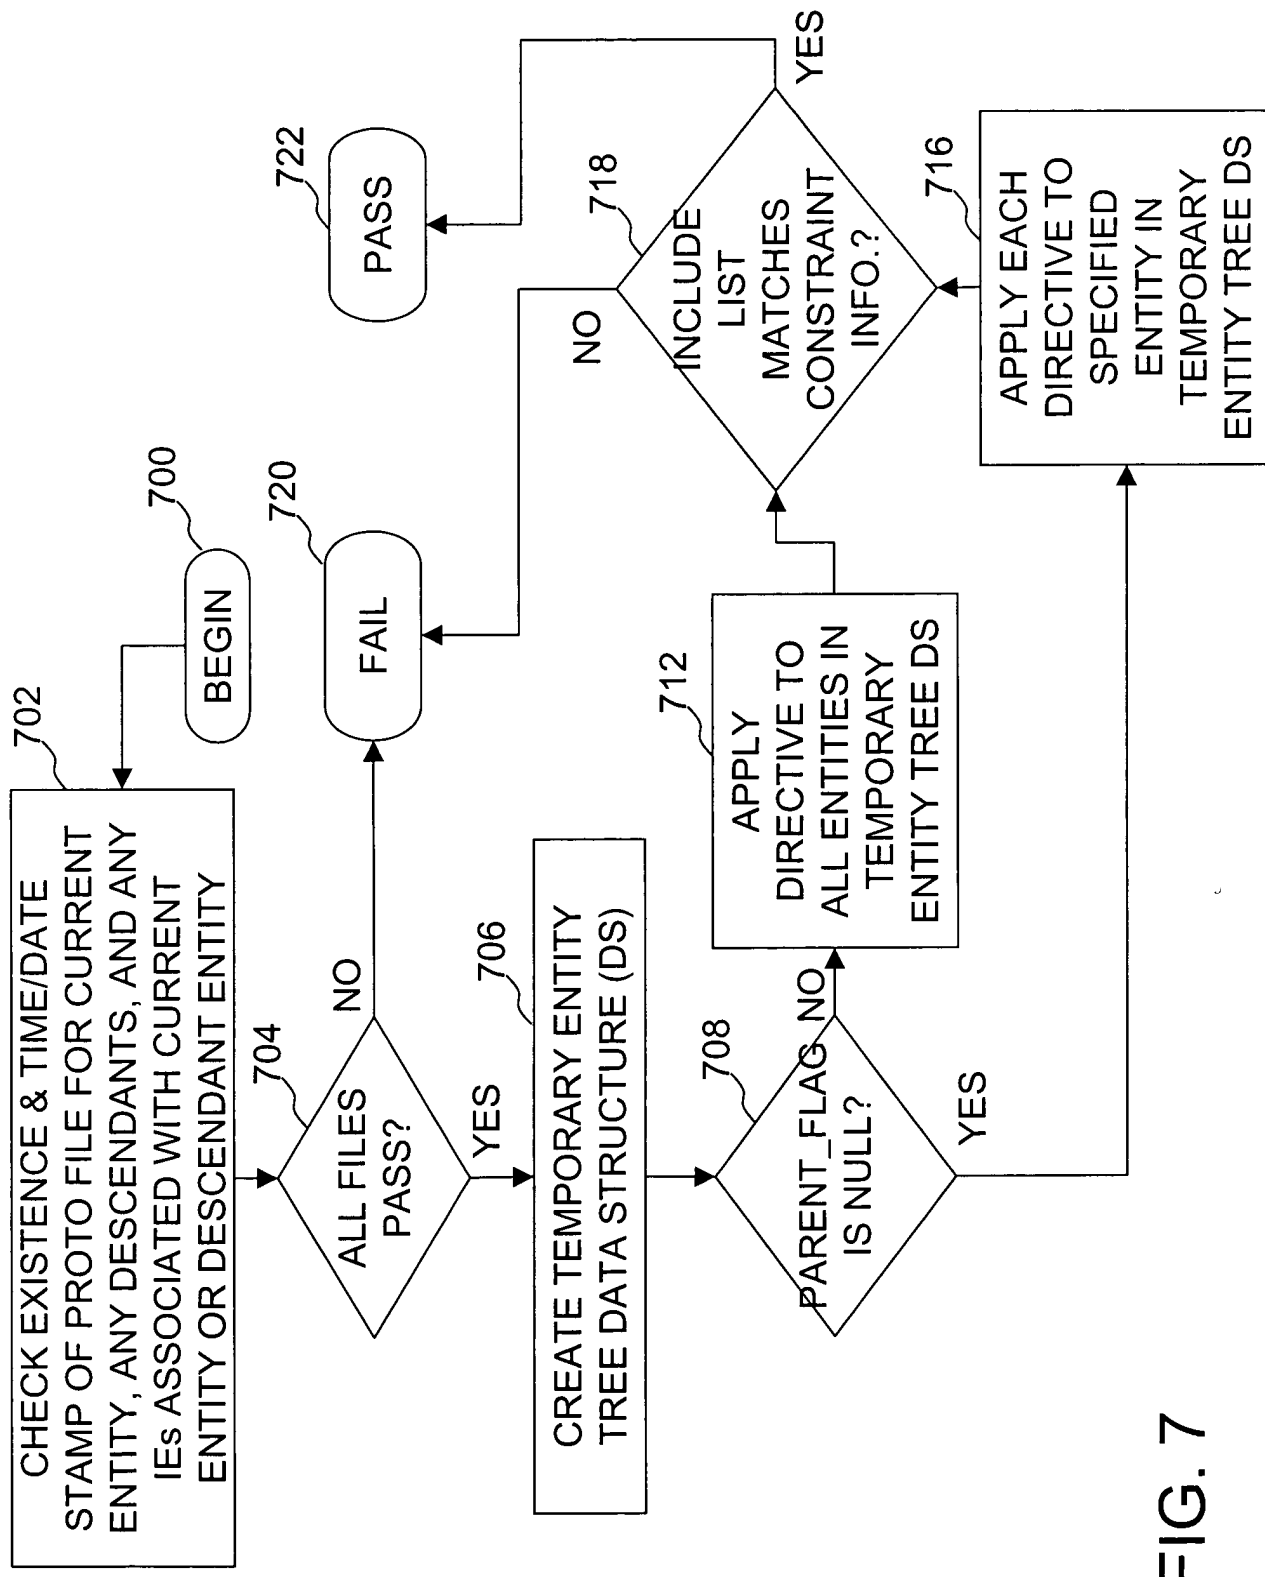 702
CHECK EXISTENCE & TIME/DATE
STAMP OF PROTO FILE FOR CURRENT
ENTITY, ANY DESCENDANTS, AND ANY
IEs ASSOCIATED WITH CURRENT
ENTITY OR DESCENDANT ENTITY
700
BEGIN
704
ALL FILES
PASS?
NO
YES
720
FAIL
722
PASS
706
CREATE TEMPORARY ENTITY
TREE DATA STRUCTURE (DS)
708
PARENT_FLAG
IS NULL?
NO
YES
712
APPLY
DIRECTIVE TO
ALL ENTITIES IN
TEMPORARY
ENTITY TREE DS
718
INCLUDE
LIST
MATCHES
CONSTRAINT
INFO.?
NO
YES
716
APPLY EACH
DIRECTIVE TO
SPECIFIED
ENTITY IN
TEMPORARY
ENTITY TREE DS
FIG. 7